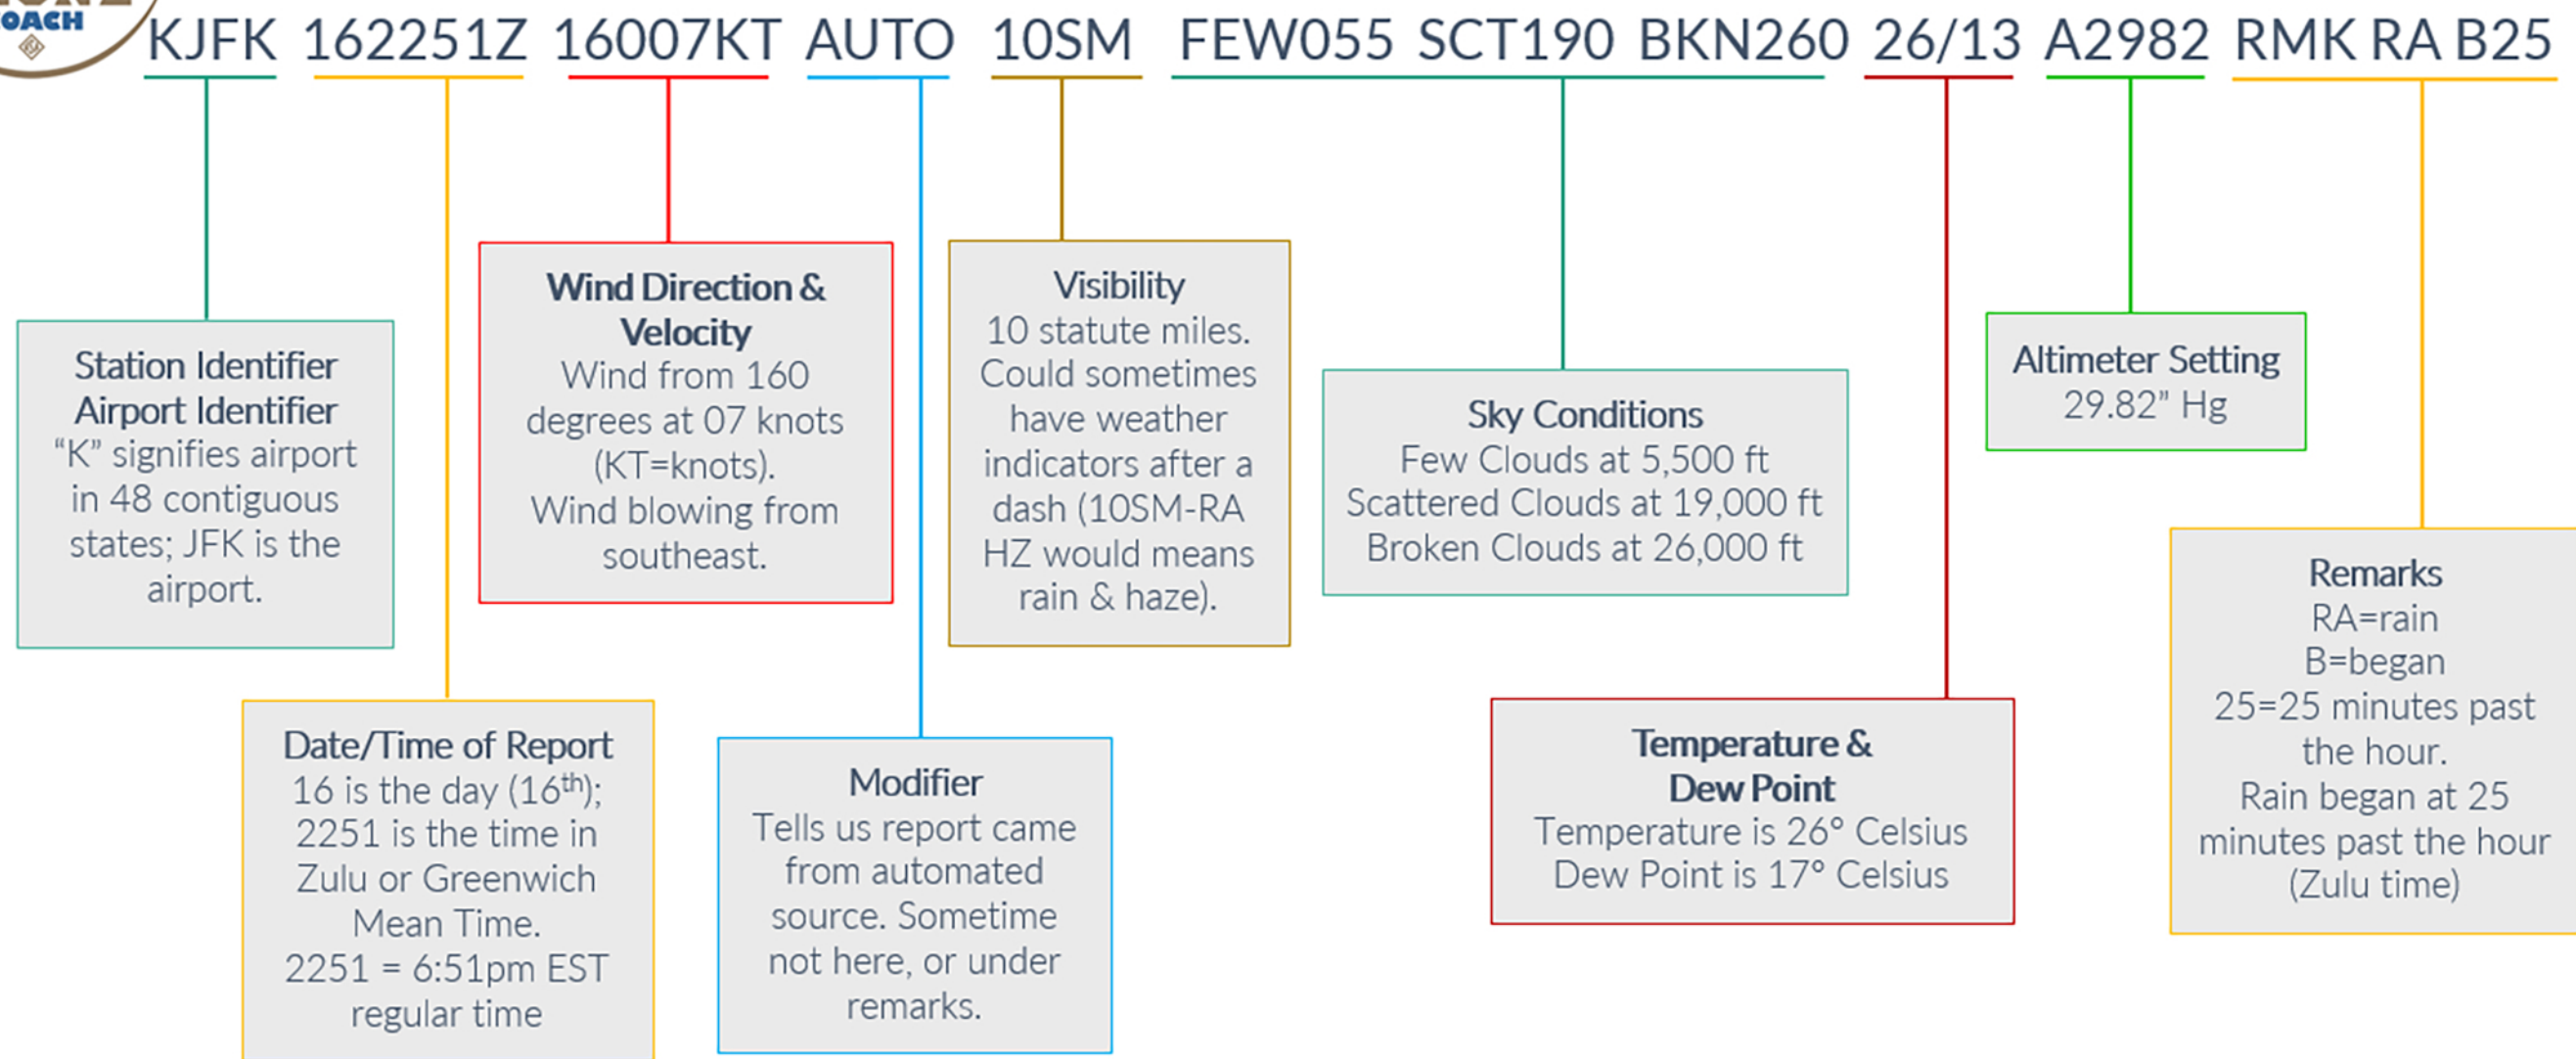 COACH
KJFK 162251Z 16007KT AUTO 10SM FEW055 SCT190 BKN260 26/13 A2982 RMK RA B25
Station Identifier
Airport Identifier
“K” signifies airport
in 48 contiguous
states; JFK is the
airport.
Date/Time of Report
16 is the day (16th);
2251 is the time in
Zulu or Greenwich
Mean Time.
2251 = 6:51pm EST
regular time
Wind Direction &
Velocity
Wind from 160
degrees at 07 knots
(KT=knots).
Wind blowing from
southeast.
Modifier
Tells us report came
from automated
source. Sometime
not here, or under
remarks.
Visibility
10 statute miles.
Could sometimes
have weather
indicators after a
dash (10SM-RA
HZ would means
rain & haze).
Sky Conditions
Few Clouds at 5,500 ft
Scattered Clouds at 19,000 ft
Broken Clouds at 26,000 ft
Temperature &
Dew Point
Temperature is 26° Celsius
Dew Point is 17° Celsius
Altimeter Setting
29.82” Hg
Remarks
RA=rain
B=began
25=25 minutes past
the hour.
Rain began at 25
minutes past the hour
(Zulu time)